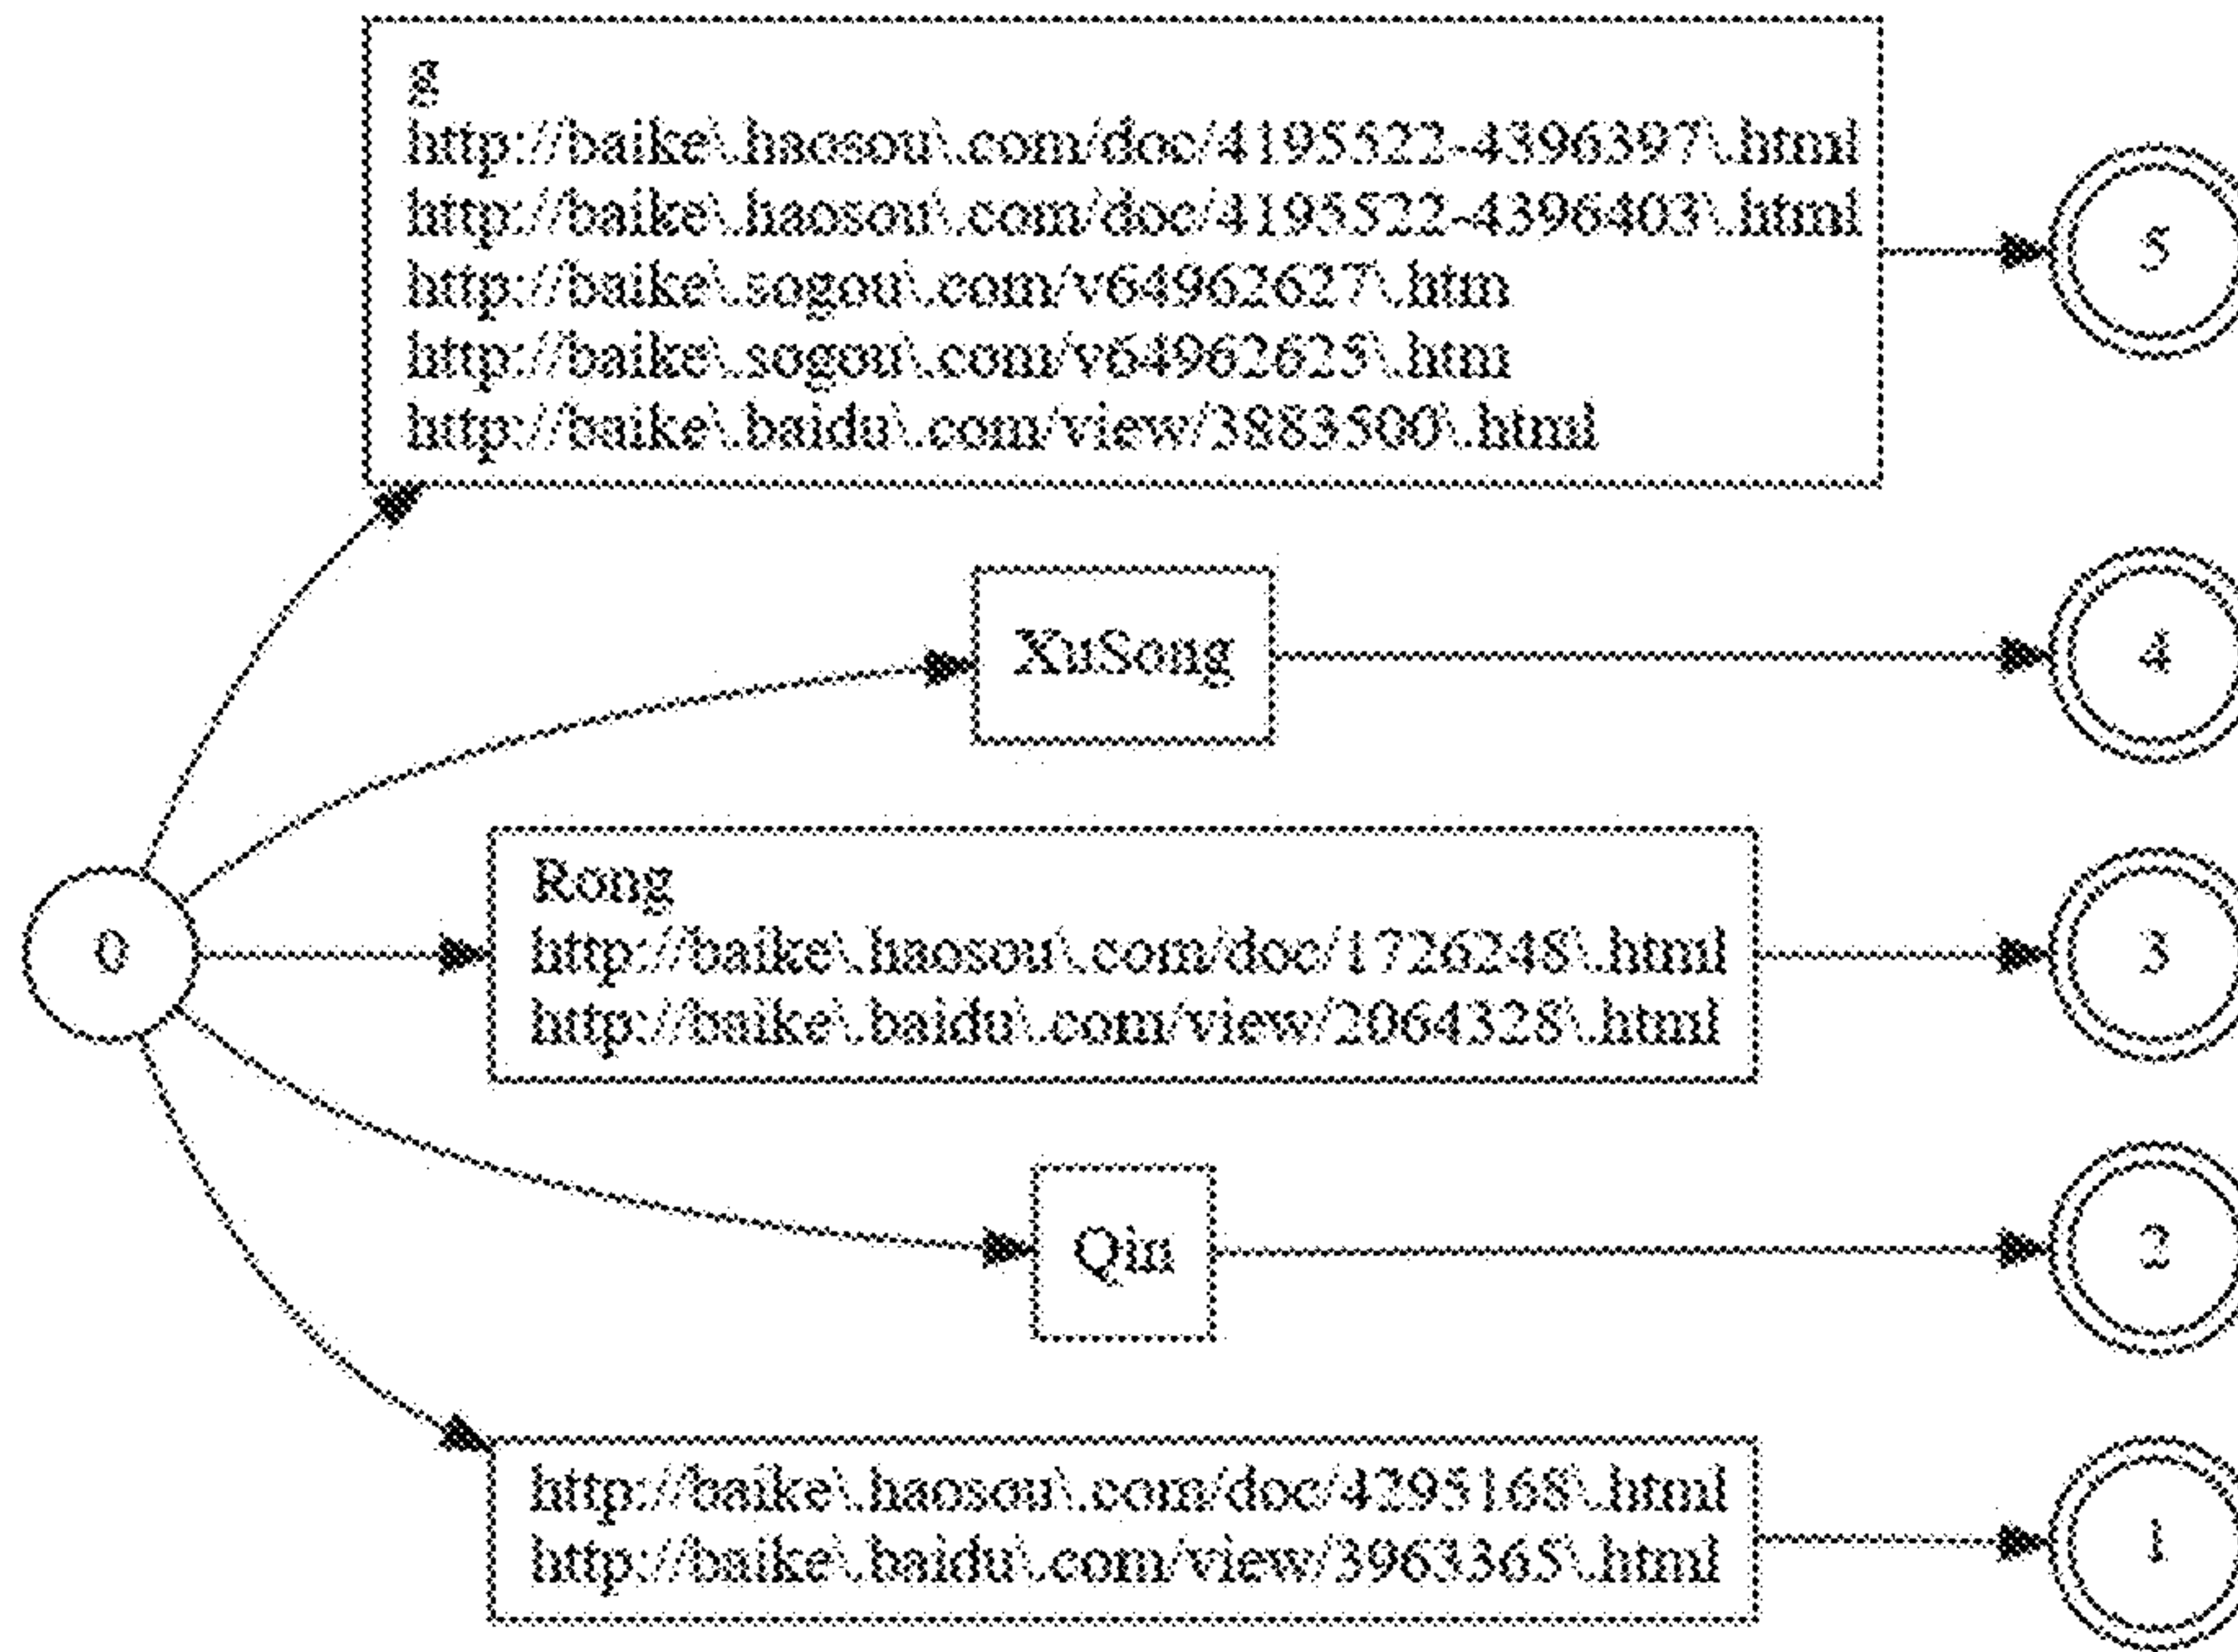 g
http://baike\.haosou\.com/doc/4195522-4396397\.html
http://baike\.haosou\.com/doc/4195522-4396403\.html
http://baike\.sogou\.com/v64962627\.htm
http://baike\.sogou\.com/v64962625\.htm
http://baike\.baidu\.com/view/3883500\.html
5
XuSong
4
0
Rong
http://baike\.haosou\.com/doc/1726248\.html
http://baike\.baidu\.com/view/2064328\.html
3
Qin
2
http://baike\.haosou\.com/doc/4295168\.html
http://baike\.baidu\.com/view/3963365\.html
1